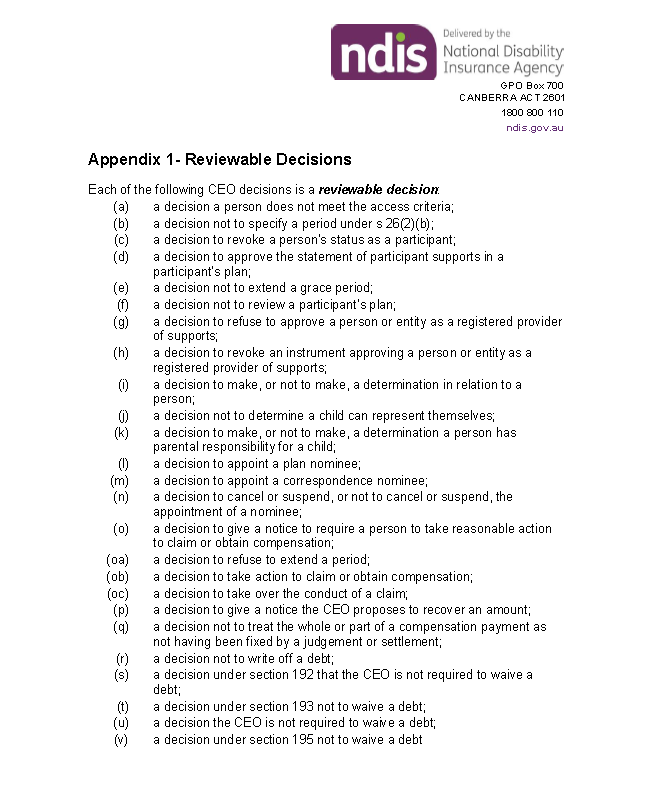 ndis
Delivered by the
National Disability
Insurance Agency
GPO Box 700
CANBERRA ACT 2601
1800 800 110
ndis.gov.au
Appendix 1- Reviewable Decisions
Each of the following CEO decisions is a reviewable decision:
(a) a decision a person does not meet the access criteria;
(b) a decision not to specify a period under s 26(2)(b);
(c) a decision to revoke a person's status as a participant;
(d) a decision to approve the statement of participant supports in a
participant's plan;
(e) a decision not to extend a grace period;
(f) a decision not to review a participant's plan;
(g) a decision to refuse to approve a person or entity as a registered provider
of supports;
(h) a decision to revoke an instrument approving a person or entity as a
registered provider of supports;
(i) a decision to make, or not to make, a determination in relation to a
person;
(j) a decision not to determine a child can represent themselves;
(k) a decision to make, or not to make, a determination a person has
parental responsibility for a child;
(l) a decision to appoint a plan nominee;
(m) a decision to appoint a correspondence nominee;
(n) a decision to cancel or suspend, or not to cancel or suspend, the
appointment of a nominee;
(o) a decision to give a notice to require a person to take reasonable action
to claim or obtain compensation;
(oa) a decision to refuse to extend a period;
(ob) a decision to take action to claim or obtain compensation;
(oc) a decision to take over the conduct of a claim;
(p) a decision to give a notice the CEO proposes to recover an amount;
(q) a decision not to treat the whole or part of a compensation payment as
not having been fixed by a judgement or settlement;
(r) a decision not to write off a debt;
(s) a decision under section 192 that the CEO is not required to waive a
debt;
(t) a decision under section 193 not to waive a debt;
(u) a decision the CEO is not required to waive a debt;
(v) a decision under section 195 not to waive a debt